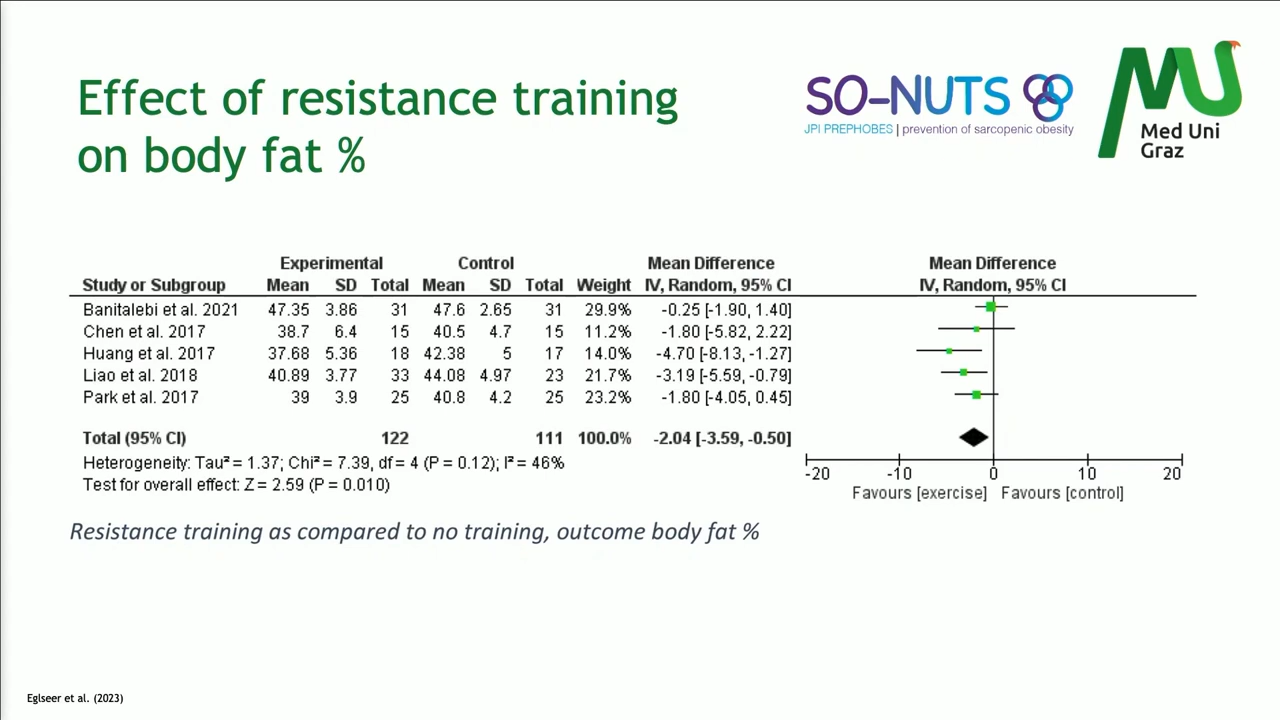 Effect of resistance training
on body fat %
SO-NUTS
JPI PREPHOBES | prevention of sarcopenic obesity
MU
Med Uni
Graz
Experimental Control Mean Difference Mean Difference
Study or Subgroup Mean SD Total Mean SD Total Weight IV, Random, 95% CI IV, Random, 95% CI
Banitalebi et al. 2021 47.35 3.86 31 47.6 2.65 31 29.9% -0.25 [-1.90, 1.40]
Chen et al. 2017 38.7 6.4 15 40.5 4.7 15 11.2% -1.80 [-5.82, 2.22]
Huang et al. 2017 37.68 5.36 18 42.38 5 17 14.0% -4.70 [-8.13, -1.27]
Liao et al. 2018 40.89 3.77 33 44.08 4.97 23 21.7% -3.19 [-5.59, -0.79]
Park et al. 2017 39 3.9 25 40.8 4.2 25 23.2% -1.80 [-4.05, 0.45]
Total (95% CI) 122 111 100.0% -2.04 [-3.59, -0.50]
Heterogeneity: Tau² = 1.37; Chi² = 7.39, df = 4 (P = 0.12); I² = 46%
Test for overall effect: Z = 2.59 (P = 0.010)
-20 -10 0 10 20
Favours [exercise] Favours [control]
Resistance training as compared to no training, outcome body fat %
Eglseer et al. (2023)